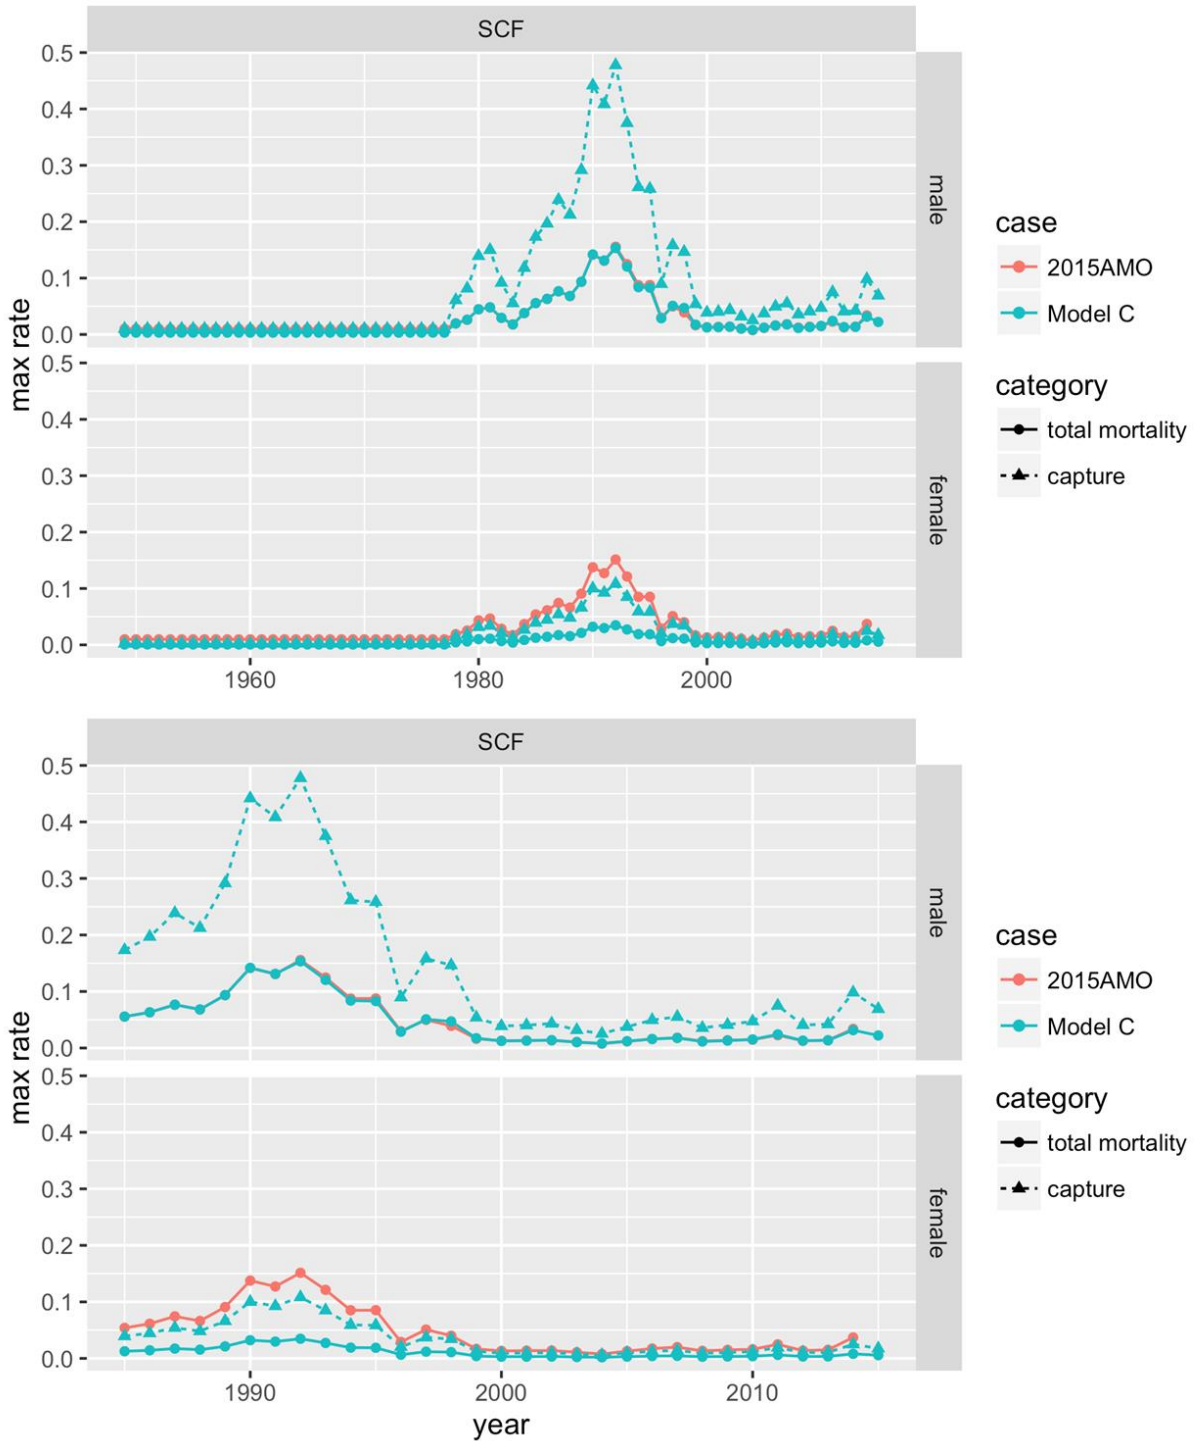 SCF
0.5
0.4
0.3
0.2
0.1
0.0
male
0.5
0.4
0.3
0.2
0.1
0.0
female
max rate
1960
1980
2000
case
2015AMO
Model C
category
total mortality
capture
SCF
0.5
0.4
0.3
0.2
0.1
0.0
male
0.5
0.4
0.3
0.2
0.1
0.0
female
max rate
1990
2000
2010
year
case
2015AMO
Model C
category
total mortality
capture